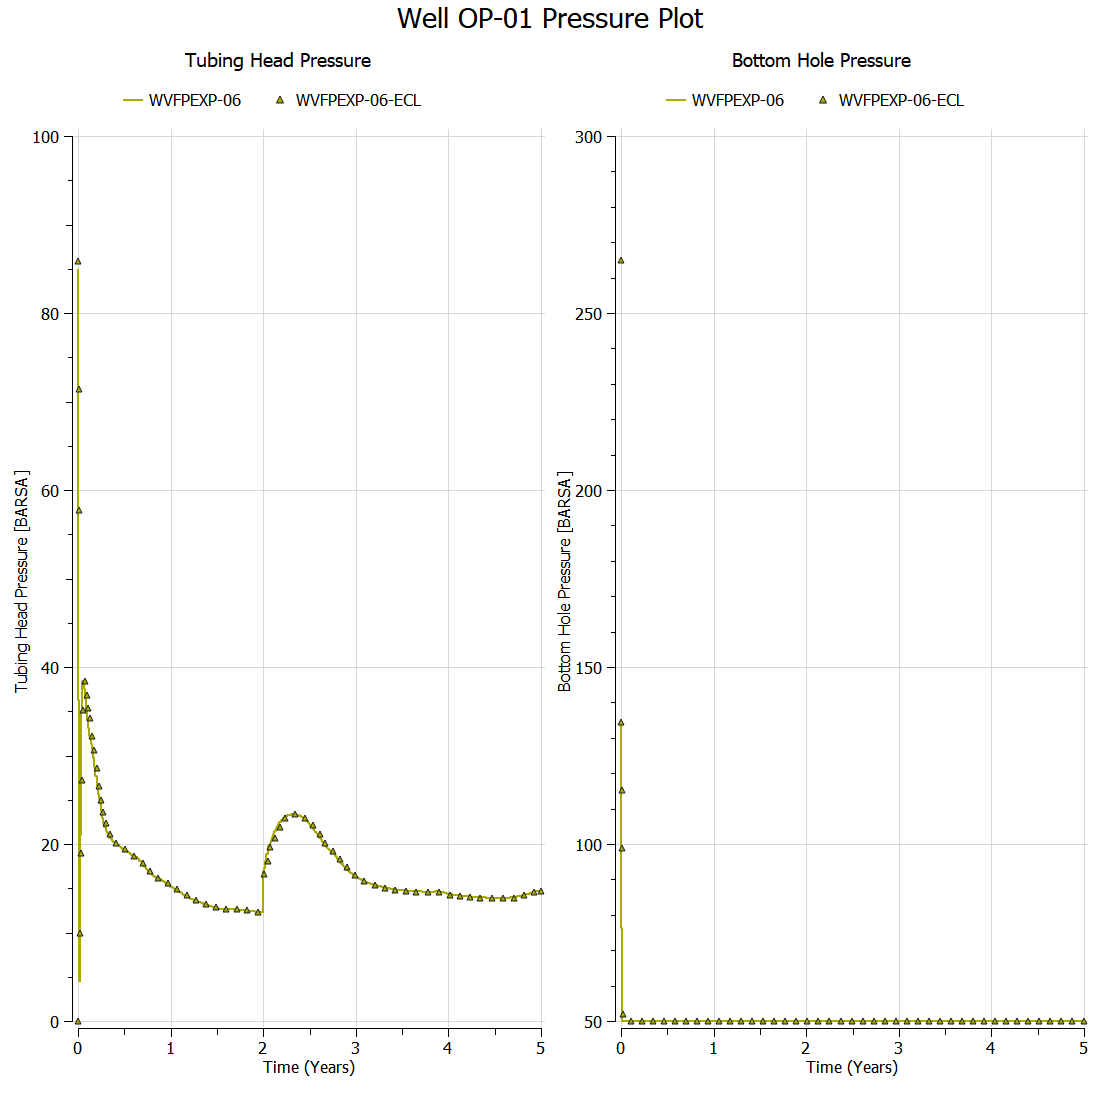 Well OP-01 Pressure Plot
Tubing Head Pressure
WVFPEXP-06 WVFPEXP-06-ECL
100
80
60
40
20
0
Tubing Head Pressure [BARSA]
0 1 2 3 4 5
Time (Years)
Bottom Hole Pressure
WVFPEXP-06 WVFPEXP-06-ECL
300
250
200
150
100
50
Bottom Hole Pressure [BARSA]
0 1 2 3 4 5
Time (Years)